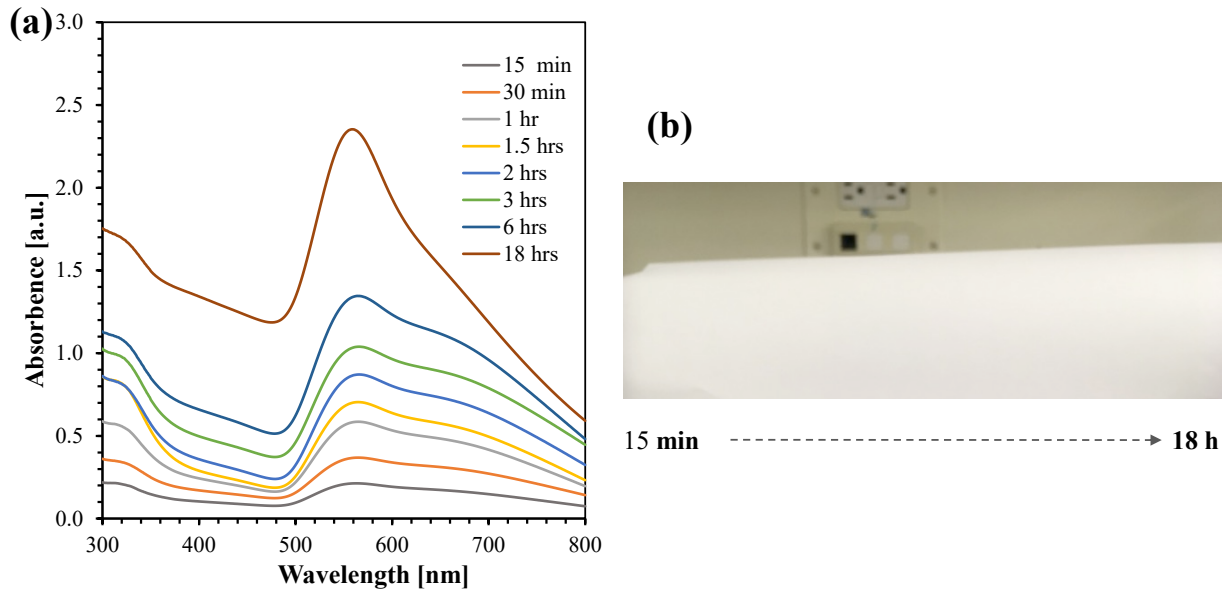 (a)
3.0
2.5
2.0
1.5
1.0
0.5
0.0
Absorbence [a.u.]
300
400
500
600
700
800
Wavelength [nm]
15 min
30 min
1 hr
1.5 hrs
2 hrs
3 hrs
6 hrs
18 hrs
(b)
15 min
18 h